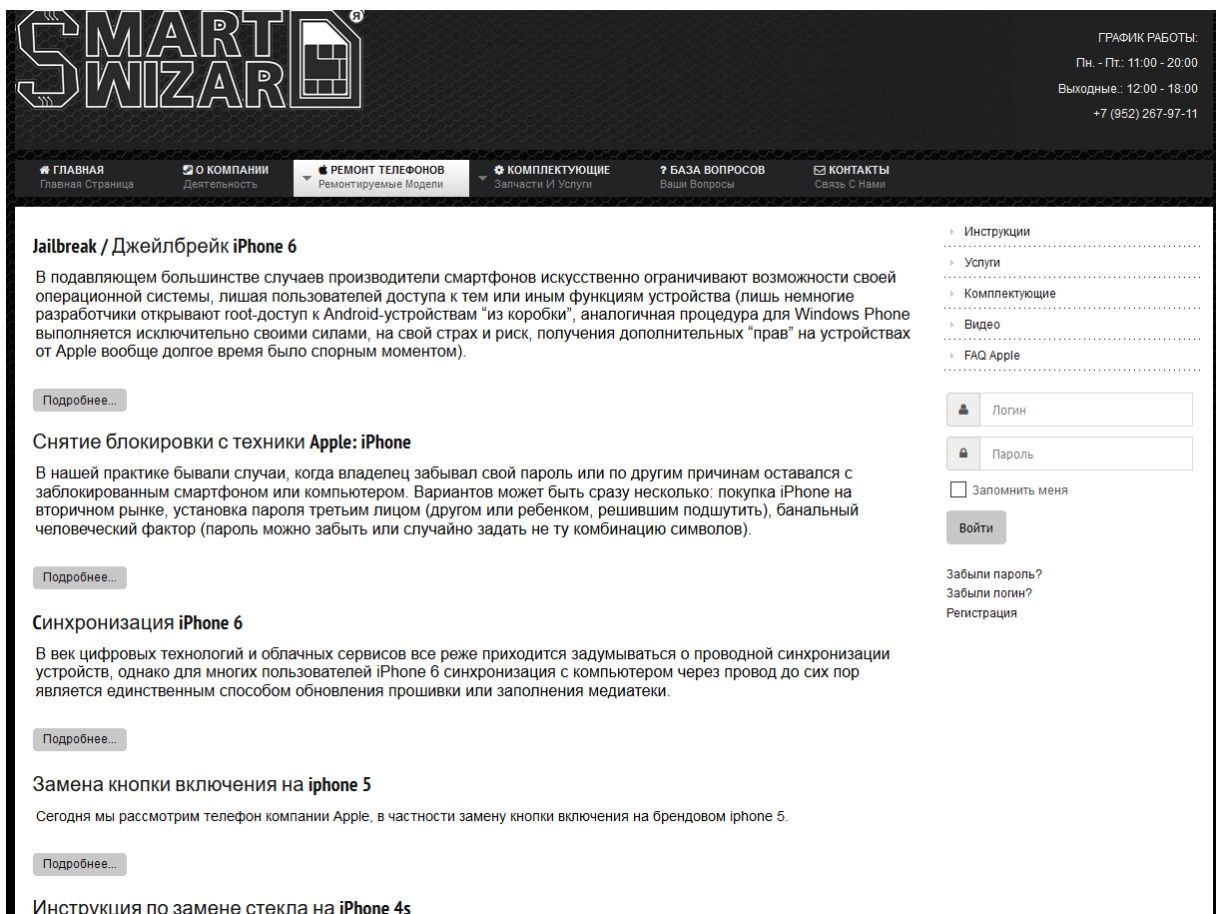 SMART
WIZARD
Я
ГРАФИК РАБОТЫ:
Пн. - Пт.: 11:00 - 20:00
Выходные.: 12:00 - 18:00
+7 (952) 267-97-11
ГЛАВНАЯ
Главная Страница
О КОМПАНИИ
Деятельность
РЕМОНТ ТЕЛЕФОНОВ
Ремонтируемые Модели
КОМПЛЕКТУЮЩИЕ
Запчасти И Услуги
? БАЗА ВОПРОСОВ
Ваши Вопросы
КОНТАКТЫ
Связь С Нами
Jailbreak / Джейлбрейк iPhone 6
В подавляющем большинстве случаев производители смартфонов искусственно ограничивают возможности своей
операционной системы, лишая пользователей доступа к тем или иным функциям устройства (лишь немногие
разработчики открывают root-доступ к Android-устройствам “из коробки”, аналогичная процедура для Windows Phone
выполняется исключительно своими силами, на свой страх и риск, получения дополнительных “прав” на устройствах
от Apple вообще долгое время было спорным моментом).
Подробнее...
Снятие блокировки с техники Apple: iPhone
В нашей практике бывали случаи, когда владелец забывал свой пароль или по другим причинам оставался с
заблокированным смартфоном или компьютером. Вариантов может быть сразу несколько: покупка iPhone на
вторичном рынке, установка пароля третьим лицом (другом или ребенком, решившим подшутить), банальный
человеческий фактор (пароль можно забыть или случайно задать не ту комбинацию символов).
Подробнее...
Синхронизация iPhone 6
В век цифровых технологий и облачных сервисов все реже приходится задумываться о проводной синхронизации
устройств, однако для многих пользователей iPhone 6 синхронизация с компьютером через провод до сих пор
является единственным способом обновления прошивки или заполнения медиатеки.
Подробнее...
Замена кнопки включения на iphone 5
Сегодня мы рассмотрим телефон компании Apple, в частности замену кнопки включения на брендовом iphone 5.
Подробнее...
Инструкция по замене стекла на iPhone 4s
Инструкции
Услуги
Комплектующие
Видео
FAQ Apple
Логин
Пароль
Запомнить меня
Войти
Забыли пароль?
Забыли логин?
Регистрация